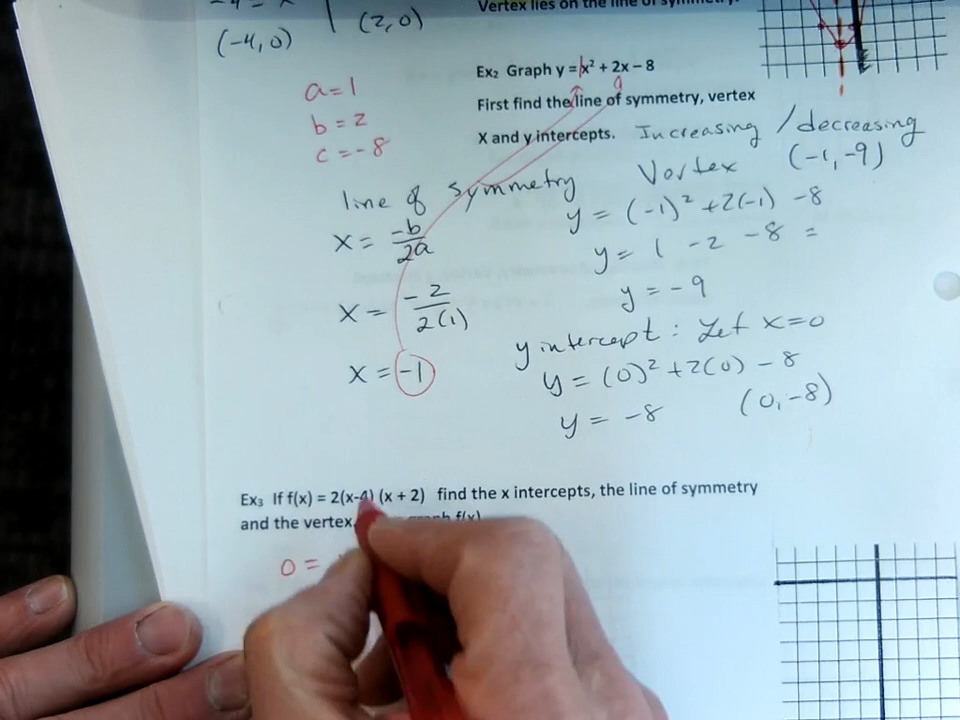 (-4, 0) (2, 0)
Vertex lies on the line of symmetry.
Ex2 Graph y = x² + 2x – 8
First find the line of symmetry, vertex
X and y intercepts. Increasing / decreasing
a = 1
b = 2
c = -8
line of symmetry
x = -b/2a
x = -2/2(1)
x = -1
Vortex (-1, -9)
y = (-1)² + 2(-1) - 8
y = 1 - 2 - 8 =
y = -9
y intercept : Let x=0
y = (0)² + 2(0) - 8
y = -8 (0, -8)
Ex3 If f(x) = 2(x-4) (x + 2) find the x intercepts, the line of symmetry
and the vertex. graph f(x)
0 =